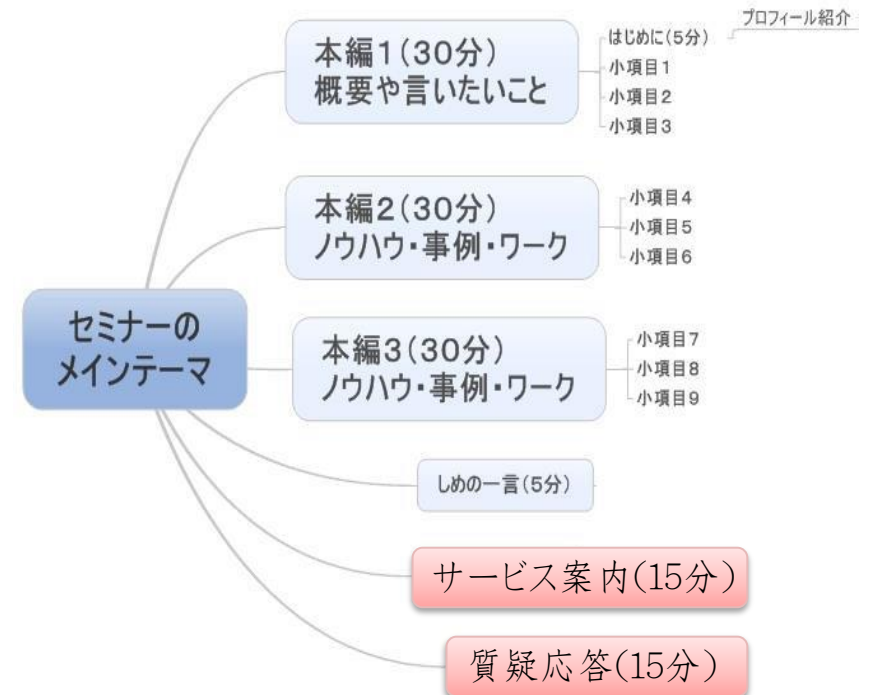 セミナーの
メインテーマ
本編1(30分)
概要や言いたいこと
はじめに(5分)
プロフィール紹介
小項目1
小項目2
小項目3
本編2(30分)
ノウハウ・事例・ワーク
小項目4
小項目5
小項目6
本編3(30分)
ノウハウ・事例・ワーク
小項目7
小項目8
小項目9
しめの一言(5分)
サービス案内(15分)
質疑応答(15分)